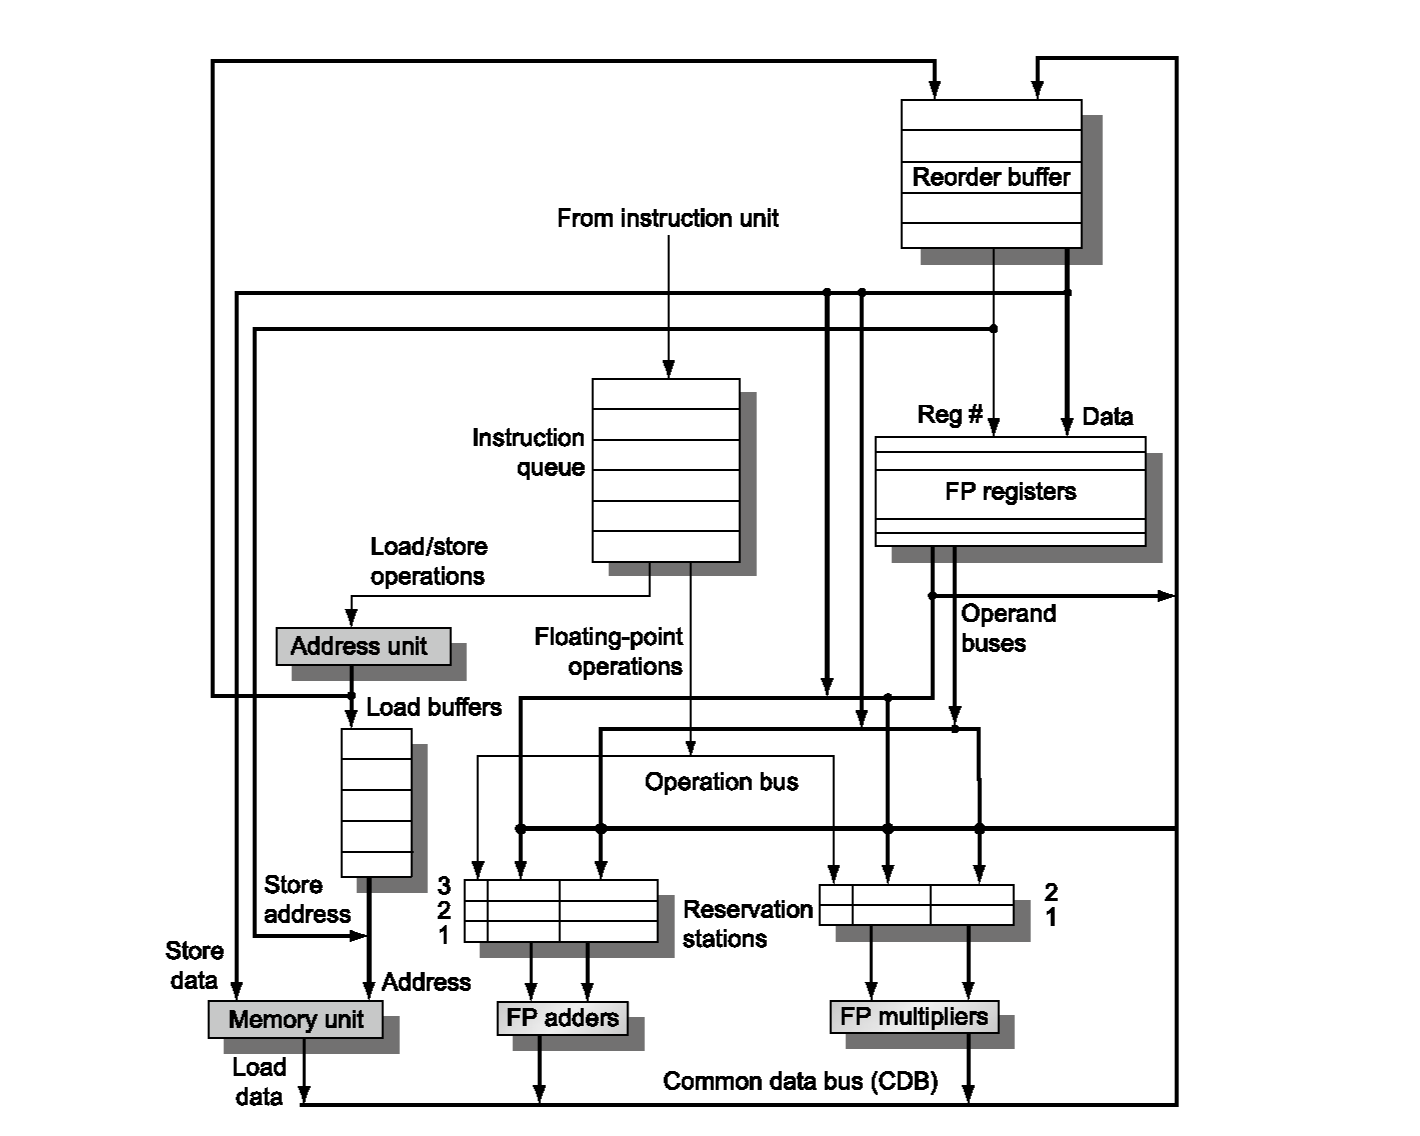 Reorder buffer
From instruction unit
Reg #
Data
Instruction
queue
FP registers
Load/store
operations
Operand
buses
Address unit
Floating-point
operations
Load buffers
Operation bus
Store
address
3
2
1
Reservation
stations
2
1
Store
data
Address
Memory unit
FP adders
FP multipliers
Load
data
Common data bus (CDB)